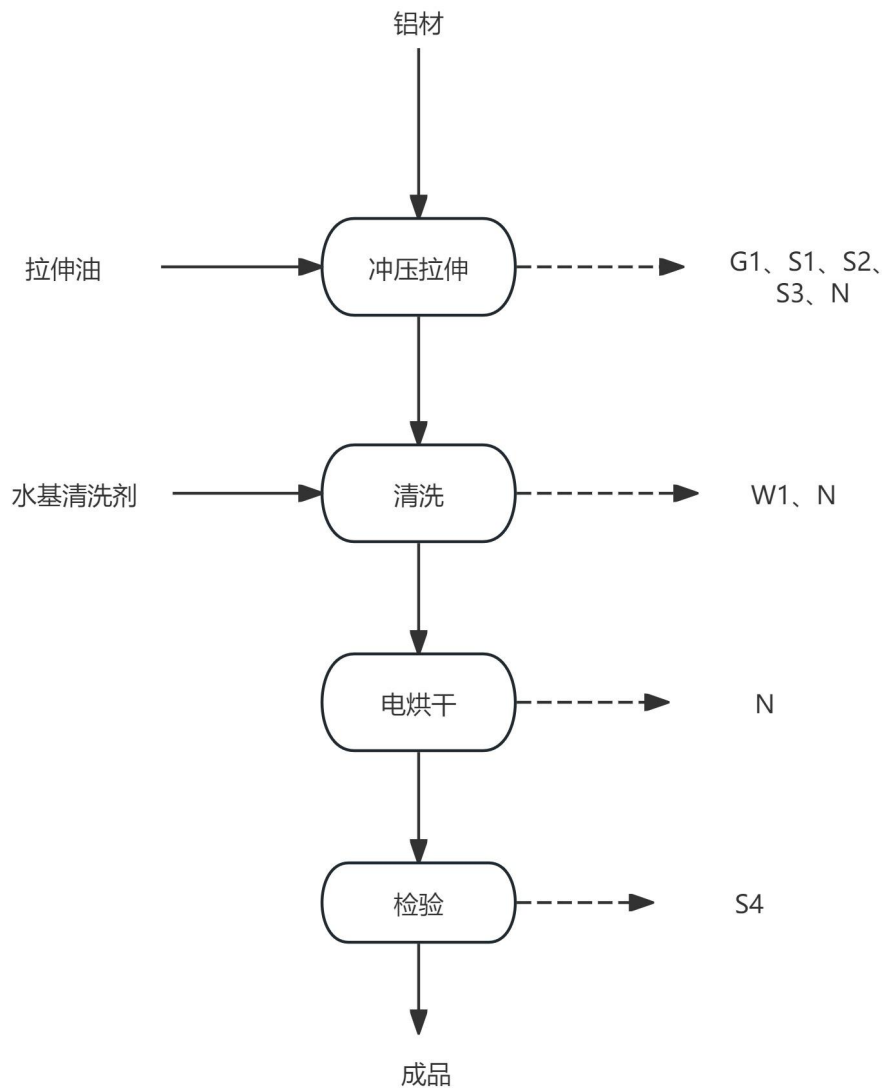 铝材
拉伸油
冲压拉伸
G1、S1、S2、
S3、N
水基清洗剂
清洗
W1、N
电烘干
N
检验
S4
成品